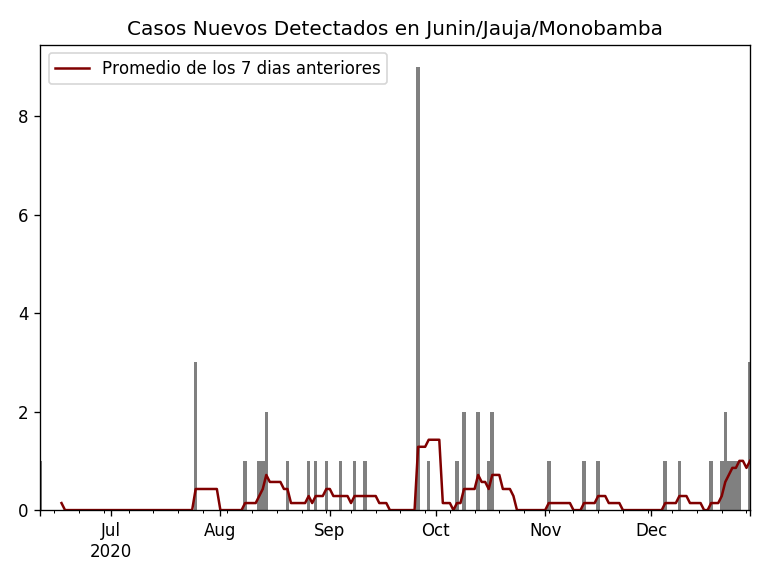 Casos Nuevos Detectados en Junin/Jauja/Monobamba
Promedio de los 7 dias anteriores
8
6
4
2
0
Jul Aug Sep Oct Nov Dec
2020